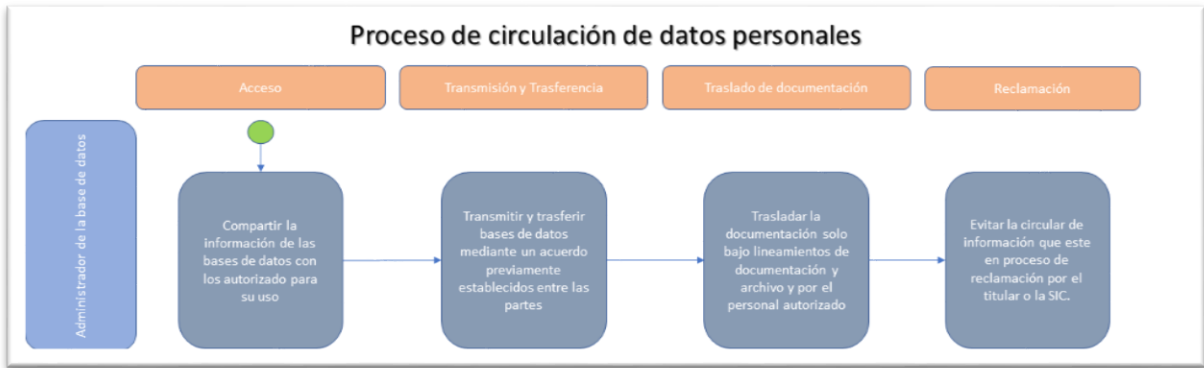 Proceso de circulación de datos personales
Acceso
Transmisión y Trasferencia
Traslado de documentación
Reclamación
Administrador de la base de datos
Compartir la
información de las
bases de datos con
los autorizado para
su uso
Transmitir y trasferir
bases de datos
mediante un acuerdo
previamente
establecidos entre las
partes
Trasladar la
documentación solo
bajo lineamientos de
documentación y
archivo y por el
personal autorizado
Evitar la circular de
información que este
en proceso de
reclamación por el
titular o la SIC.